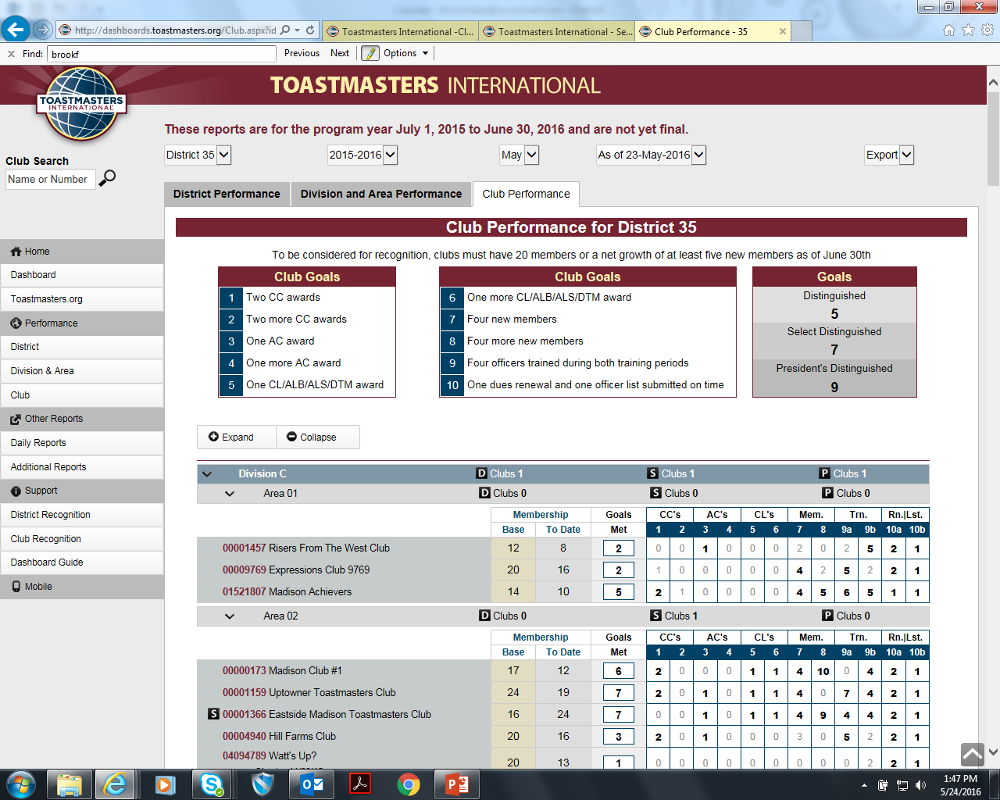 http://dashboards.toastmasters.org/Club.aspx?id
Toastmasters International -Cl...
Toastmasters International - Se...
Club Performance - 35
Find: brookf Previous Next Options
TOASTMASTERS INTERNATIONAL
TOASTMASTERS
INTERNATIONAL
These reports are for the program year July 1, 2015 to June 30, 2016 and are not yet final.
District 35 2015-2016 May As of 23-May-2016 Export
Club Search
Name or Number
District Performance Division and Area Performance Club Performance
Club Performance for District 35
To be considered for recognition, clubs must have 20 members or a net growth of at least five new members as of June 30th
Home
Dashboard
Toastmasters.org
Performance
District
Division & Area
Club
Other Reports
Daily Reports
Additional Reports
Support
District Recognition
Club Recognition
Dashboard Guide
Mobile
Club Goals
1 Two CC awards
2 Two more CC awards
3 One AC award
4 One more AC award
5 One CL/ALB/ALS/DTM award
Club Goals
6 One more CL/ALB/ALS/DTM award
7 Four new members
8 Four more new members
9 Four officers trained during both training periods
10 One dues renewal and one officer list submitted on time
Goals
Distinguished
5
Select Distinguished
7
President's Distinguished
9
Expand Collapse
Division C D Clubs 1 S Clubs 1 P Clubs 1
Area 01 D Clubs 0 S Clubs 0 P Clubs 0
Membership Goals CC's AC's CL's Mem. Trn. Rn.|Lst.
Base To Date Met 1 2 3 4 5 6 7 8 9a 9b 10a 10b
00001457 Risers From The West Club 12 8 2 0 0 1 0 0 0 2 0 2 5 2 1
00009769 Expressions Club 9769 20 16 2 1 0 0 0 0 0 4 2 5 2 2 1
01521807 Madison Achievers 14 10 5 2 1 0 0 0 0 4 5 6 5 1 1
Area 02 D Clubs 0 S Clubs 1 P Clubs 0
Membership Goals CC's AC's CL's Mem. Trn. Rn.|Lst.
Base To Date Met 1 2 3 4 5 6 7 8 9a 9b 10a 10b
00000173 Madison Club #1 17 12 6 2 0 0 0 1 1 4 10 0 4 2 1
00001159 Uptowner Toastmasters Club 24 19 7 2 0 1 0 1 1 4 0 7 4 2 1
S 00001366 Eastside Madison Toastmasters Club 16 24 7 0 0 1 0 1 1 4 9 4 4 2 1
00004940 Hill Farms Club 20 16 3 2 0 1 0 0 0 3 0 5 2 2 1
04094789 Watt's Up? 20 13 1 0 0 0 0 0 0 0 0 0 2 2 1
1:47 PM
5/24/2016